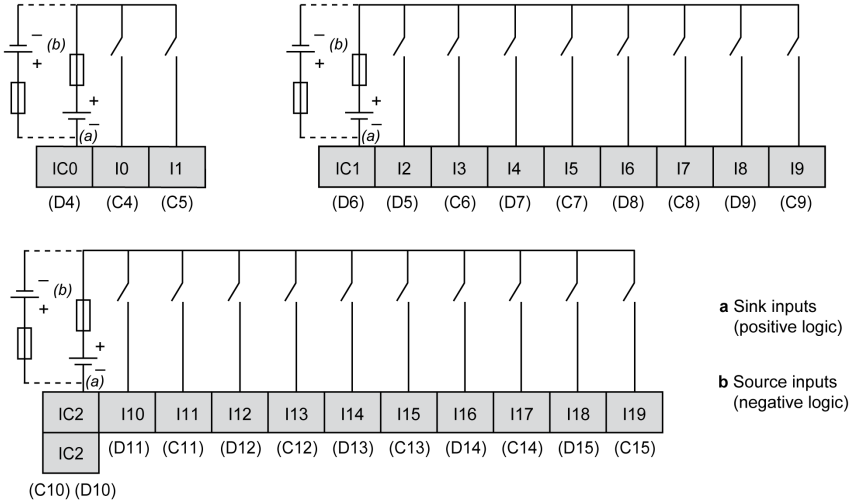 − (b)
+
+
− (a)
IC0 I0 I1
(D4) (C4) (C5)
− (b)
+
+
− (a)
IC1 I2 I3 I4 I5 I6 I7 I8 I9
(D6) (D5) (C6) (D7) (C7) (D8) (C8) (D9) (C9)
− (b)
+
+
− (a)
IC2 I10 I11 I12 I13 I14 I15 I16 I17 I18 I19
IC2 (D11) (C11) (D12) (C12) (D13) (C13) (D14) (C14) (D15) (C15)
(C10) (D10)
a Sink inputs
(positive logic)
b Source inputs
(negative logic)